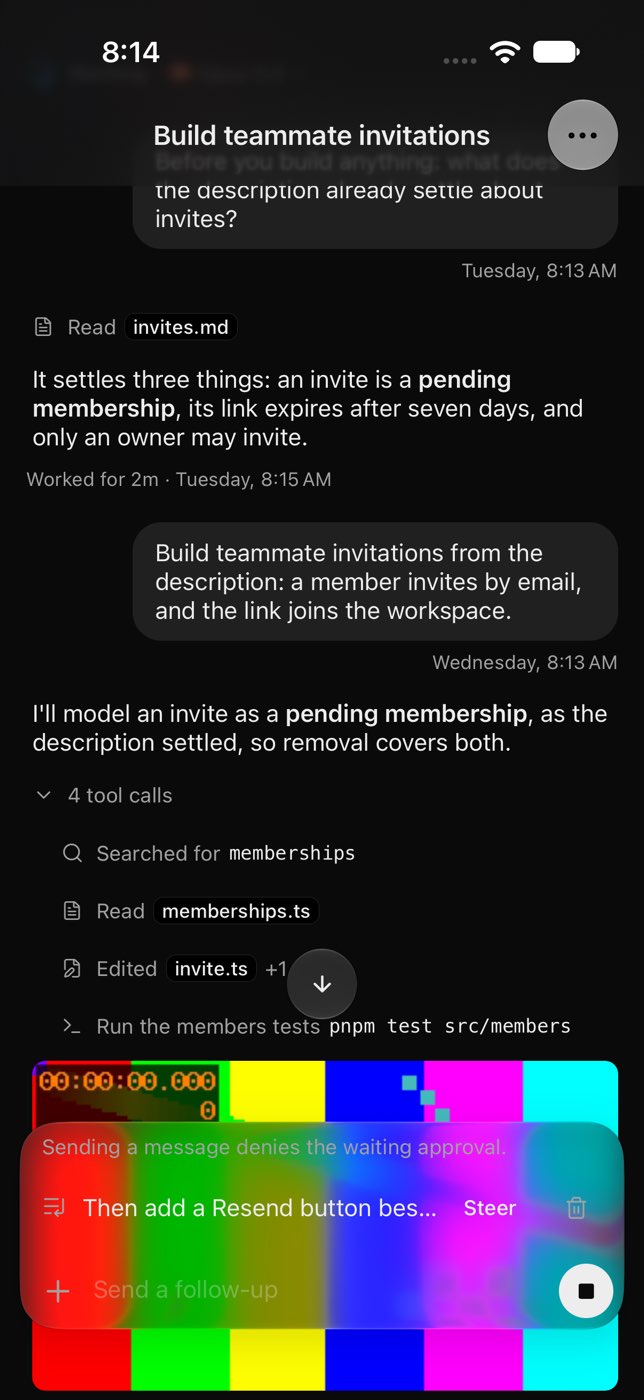 8:14
Build teammate invitations
Before you build anything: what does
the description already settle about
invites?
Tuesday, 8:13 AM
Read invites.md
It settles three things: an invite is a pending
membership, its link expires after seven days, and
only an owner may invite.
Worked for 2m · Tuesday, 8:15 AM
Build teammate invitations from the
description: a member invites by email,
and the link joins the workspace.
Wednesday, 8:13 AM
I'll model an invite as a pending membership, as the
description settled, so removal covers both.
4 tool calls
Searched for memberships
Read memberships.ts
Edited invite.ts +1
Run the members tests pnpm test src/members
00:00:00.000
0
Sending a message denies the waiting approval.
Then add a Resend button bes... Steer
Send a follow-up